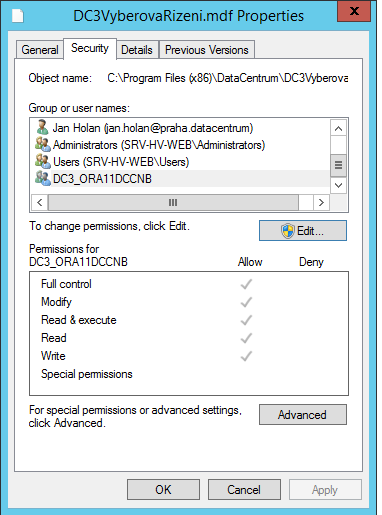 DC3VyberovaRizeni.mdf Properties
General Security Details Previous Versions
Object name: C:\Program Files (x86)\DataCentrum\DC3Vyberova
Group or user names:
Jan Holan (jan.holan@praha.datacentrum)
Administrators (SRV-HV-WEB\Administrators)
Users (SRV-HV-WEB\Users)
DC3_ORA11DCCNB
To change permissions, click Edit.
Edit...
Permissions for
DC3_ORA11DCCNB Allow Deny
Full control
Modify
Read & execute
Read
Write
Special permissions
For special permissions or advanced settings,
click Advanced.
Advanced
OK Cancel Apply